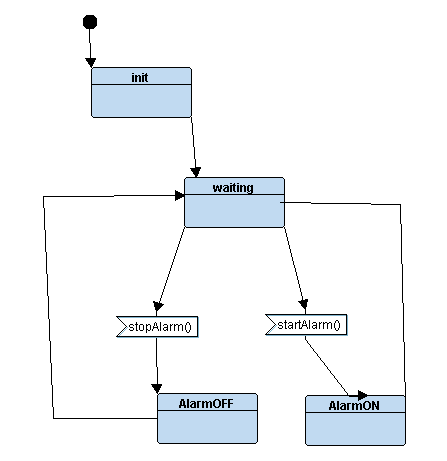 init
waiting
stopAlarm()
startAlarm()
AlarmOFF
AlarmON